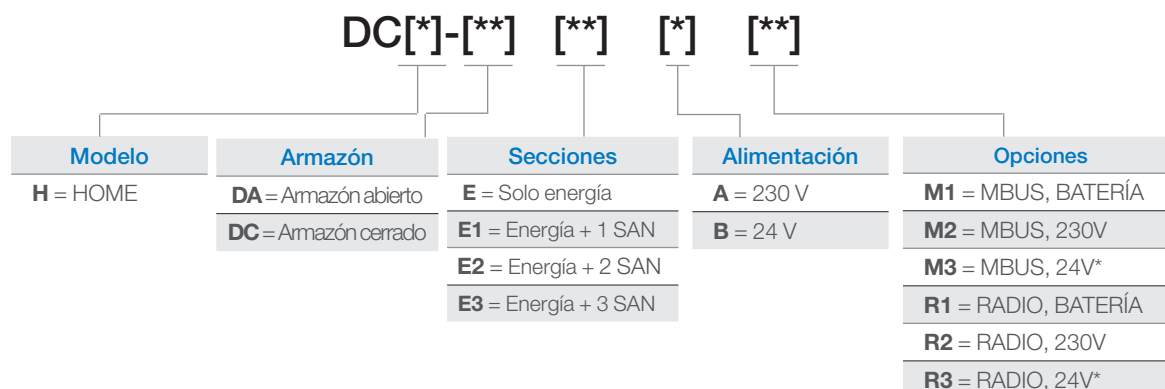 DC[*]-[**] [**] [*] [**]
Modelo
H = HOME
Armazón
DA = Armazón abierto
DC = Armazón cerrado
Secciones
E = Solo energía
E1 = Energía + 1 SAN
E2 = Energía + 2 SAN
E3 = Energía + 3 SAN
Alimentación
A = 230 V
B = 24 V
Opciones
M1 = MBUS, BATERÍA
M2 = MBUS, 230V
M3 = MBUS, 24V*
R1 = RADIO, BATERÍA
R2 = RADIO, 230V
R3 = RADIO, 24V*